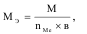 Mэ = M / (nMe × в) ,